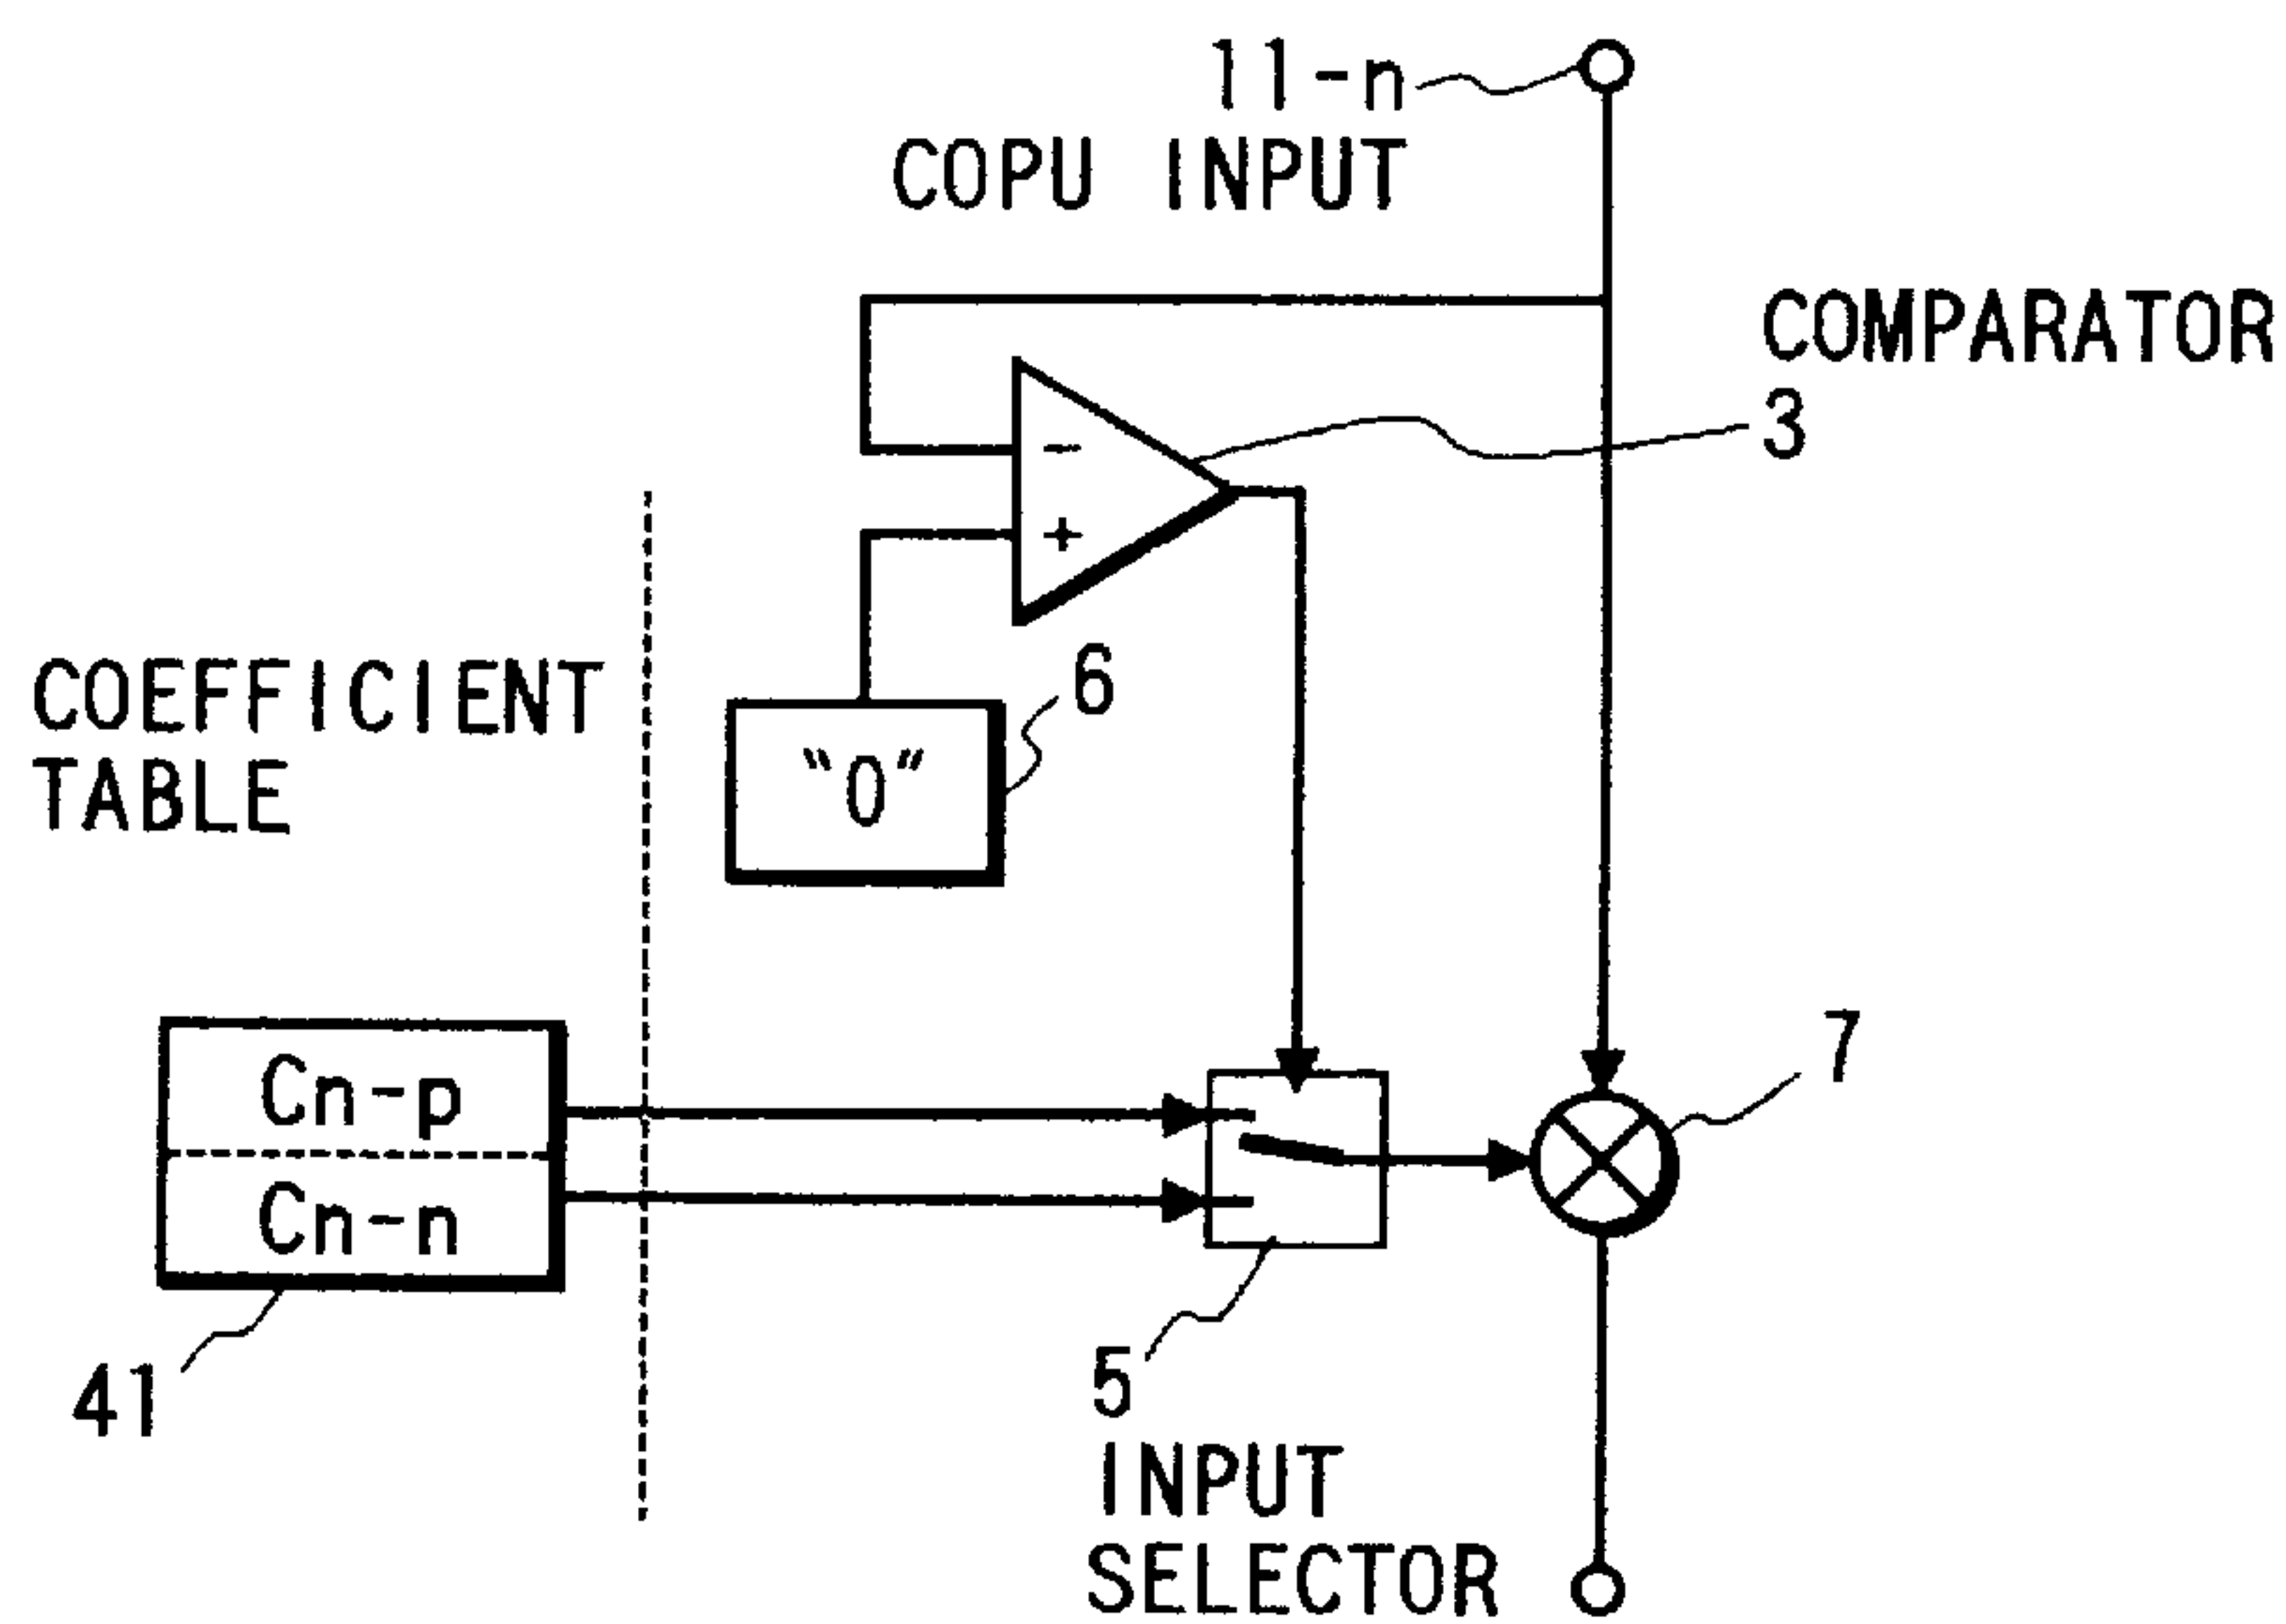 11-n
COPU INPUT
COMPARATOR
3
-
+
6
"0"
COEFFICIENT
TABLE
Cn-p
Cn-n
41
7
5
INPUT
SELECTOR